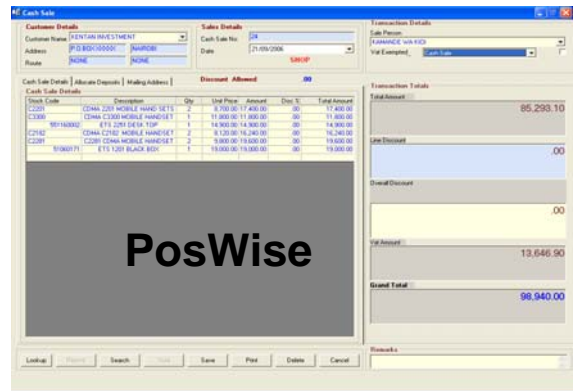 Cash Sale
Customer Details
Customer Name KENTAN INVESTMENT
Address P.O.BOX NAIROBI
Route NONE NONE
Sales Details
Cash Sale No. 24
Date 21/09/2006
SHOP
Transaction Details
Sale Person
KAMANDE WA KIOI
Vat Exempted Cash Sale
Cash Sale Details Allocate Deposits Mailing Address
Discount Allowed .00
Cash Sale Details
Stock Code Description Qty Unit Price Amount Disc % Total Amount
C2201 CDMA 2201 MOBILE HAND SETS 2 8,700.00 17,400.00 .00 17,400.00
C3300 CDMA C3300 MOBILE HANDSET 1 11,800.00 11,800.00 .00 11,800.00
ETS 2251 DESK TOP 1 14,900.00 14,900.00 .00 14,900.00
C2182 CDMA C2182 MOBILE HANDSET 2 8,120.00 16,240.00 .00 16,240.00
C2281 C2281 CDMA MOBILE HANDSET 2 9,800.00 19,600.00 .00 19,600.00
ETS 1201 BLACK BOX 1 19,000.00 19,000.00 .00 19,000.00
PosWise
Transaction Totals
Total Amount
85,293.10
Line Discount
.00
Overall Discount
.00
Vat Amount
13,646.90
Grand Total
98,940.00
Lookup Search Save Print Delete Cancel
Remarks